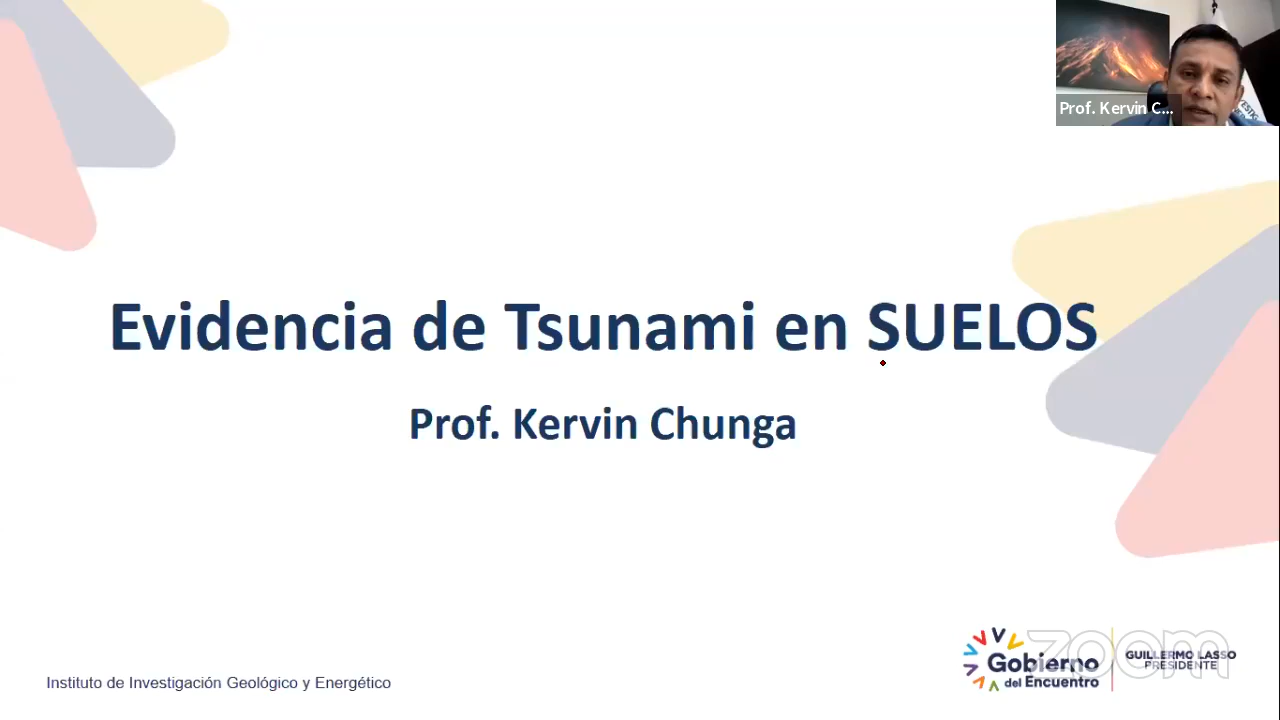 Prof. Kervin C...
Evidencia de Tsunami en SUELOS
Prof. Kervin Chunga
Instituto de Investigación Geológico y Energético
Gobierno
del Encuentro
GUILLERMO LASSO
PRESIDENTE
zoom